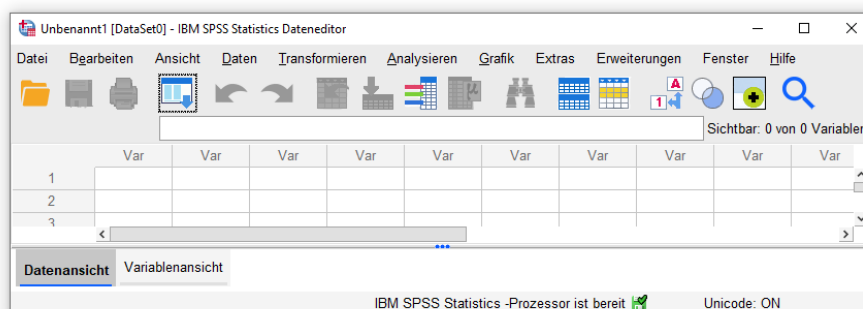 Unbenannt1 [DataSet0] - IBM SPSS Statistics Dateneditor
Datei Bearbeiten Ansicht Daten Transformieren Analysieren Grafik Extras Erweiterungen Fenster Hilfe
A
1
μ
Sichtbar: 0 von 0 Variablen
Var Var Var Var Var Var Var Var Var Var
1
2
3
Datenansicht Variablenansicht
IBM SPSS Statistics -Prozessor ist bereit Unicode: ON